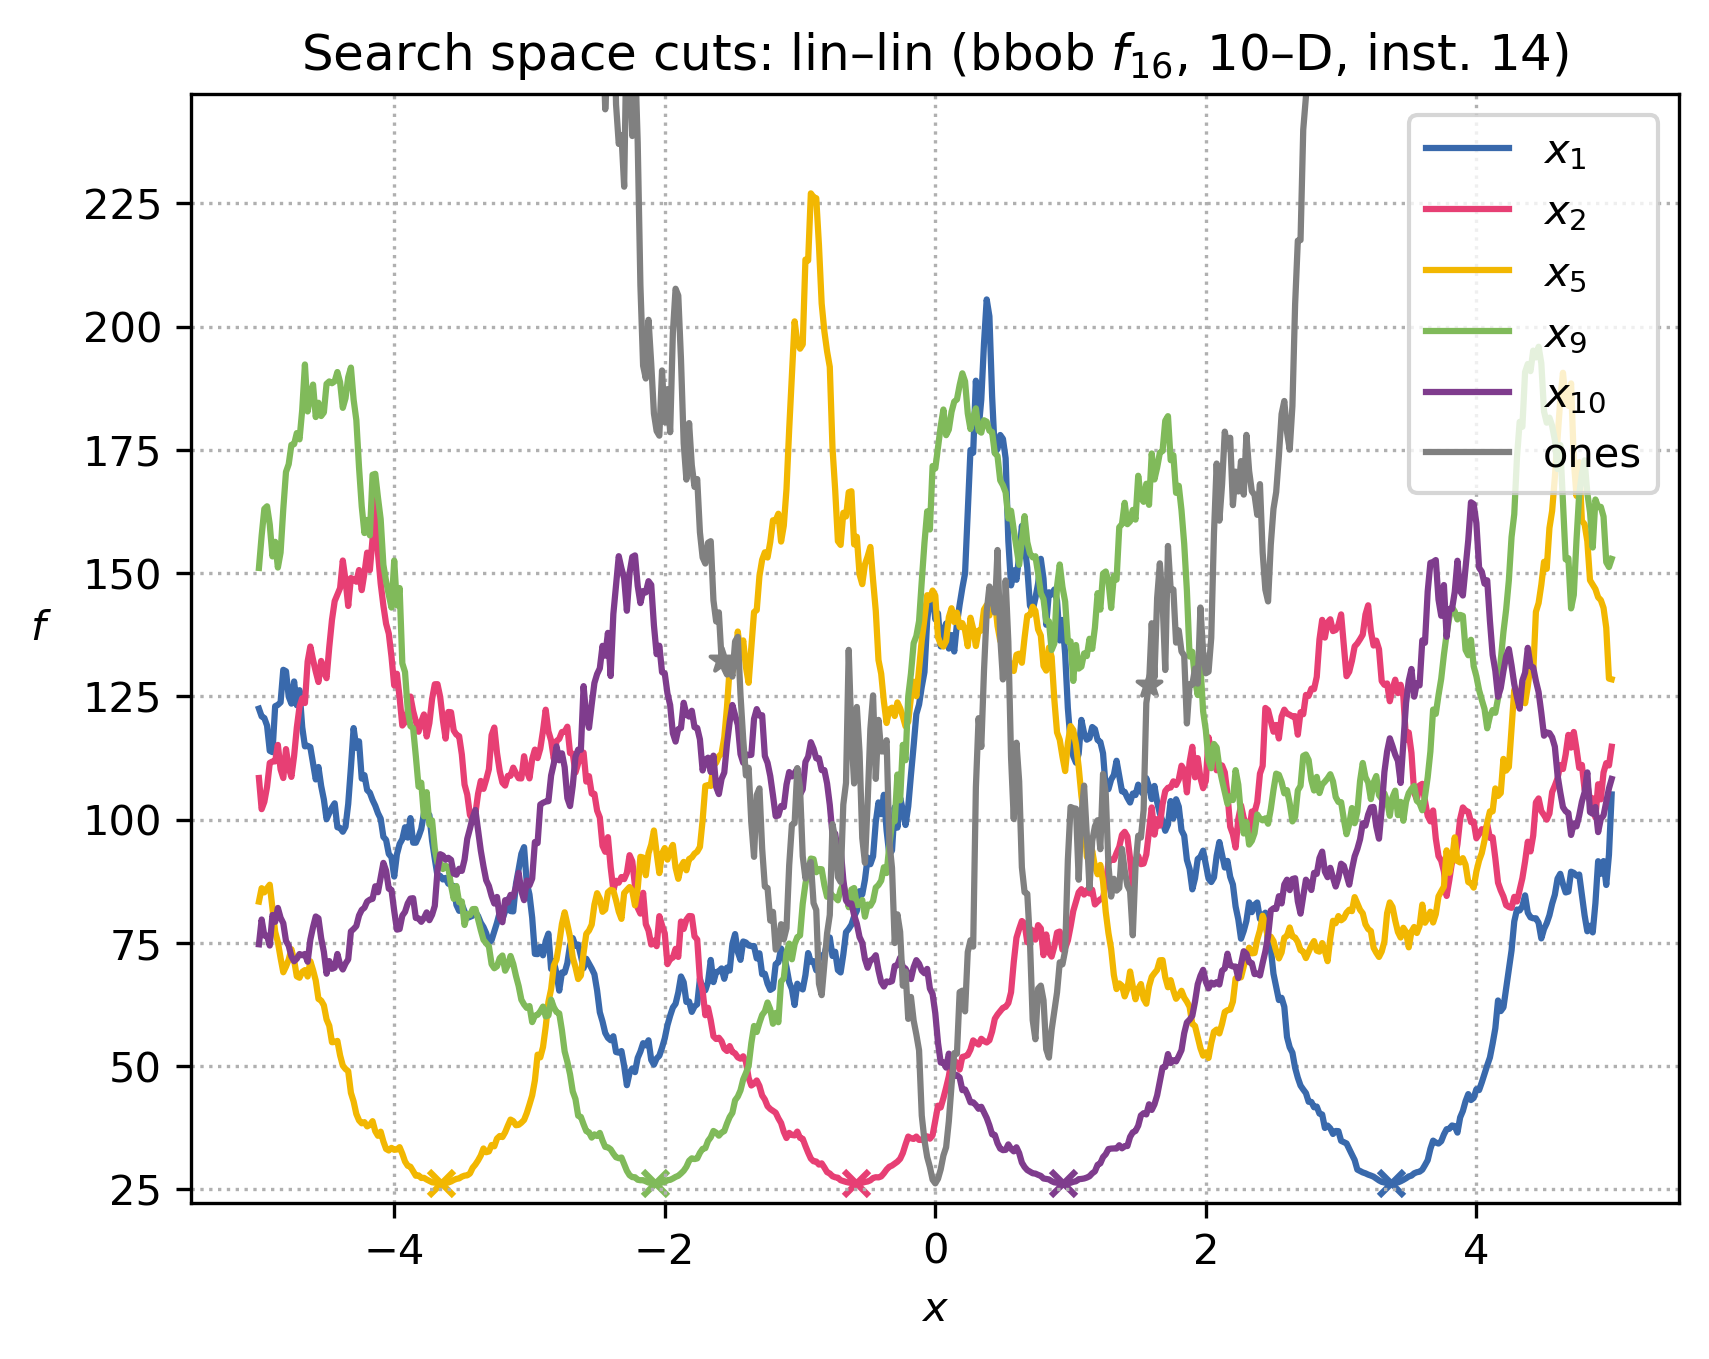 Search space cuts: lin–lin (bbob f16, 10–D, inst. 14)
x1
x2
x5
x9
x10
ones
225
200
175
150
125
100
75
50
25
f
−4 −2 0 2 4
x